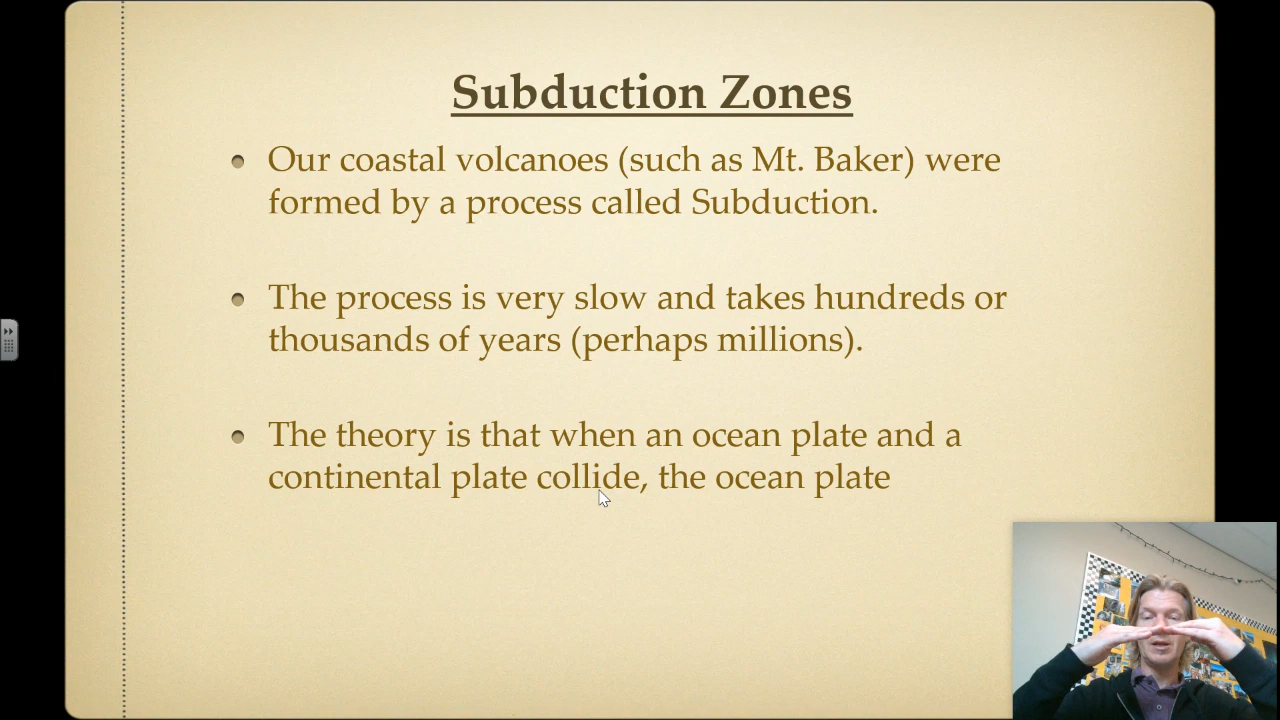 Subduction Zones
Our coastal volcanoes (such as Mt. Baker) were
formed by a process called Subduction.
The process is very slow and takes hundreds or
thousands of years (perhaps millions).
The theory is that when an ocean plate and a
continental plate collide, the ocean plate